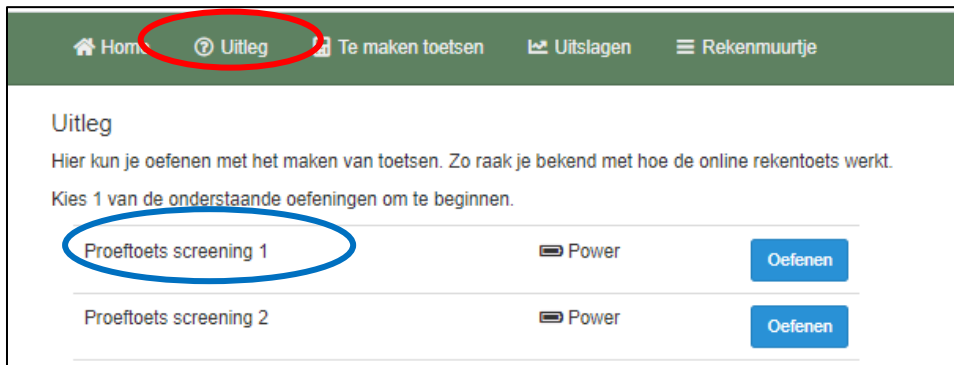 Home Uitleg Te maken toetsen Uitslagen Rekenmuurtje
Uitleg
Hier kun je oefenen met het maken van toetsen. Zo raak je bekend met hoe de online rekentoets werkt.
Kies 1 van de onderstaande oefeningen om te beginnen.
Proeftoets screening 1 Power Oefenen
Proeftoets screening 2 Power Oefenen